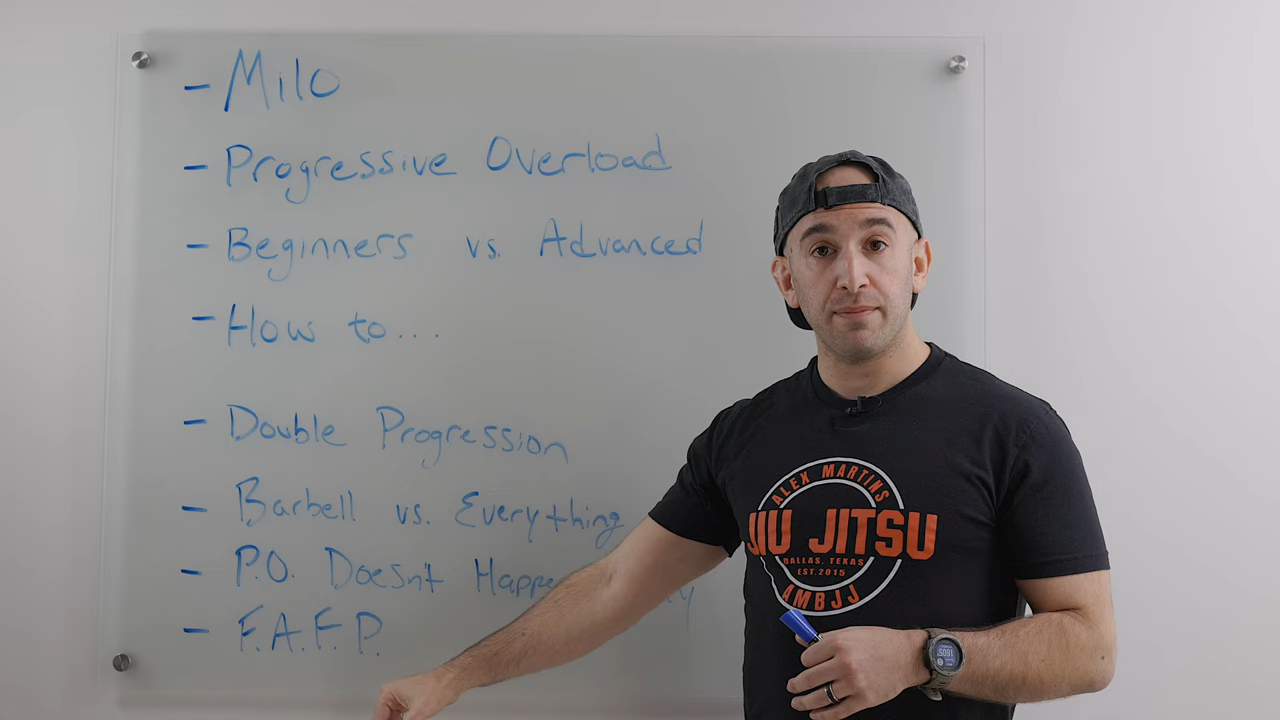 - Milo
- Progressive Overload
- Beginners vs. Advanced
- How to...
- Double Progression
- Barbell vs. Everything
- P.O. Doesn't
- F.A.F.P.
ALEX MARTINS
JIU JITSU
DALLAS, TEXAS
EST. 2015
AMBJJ